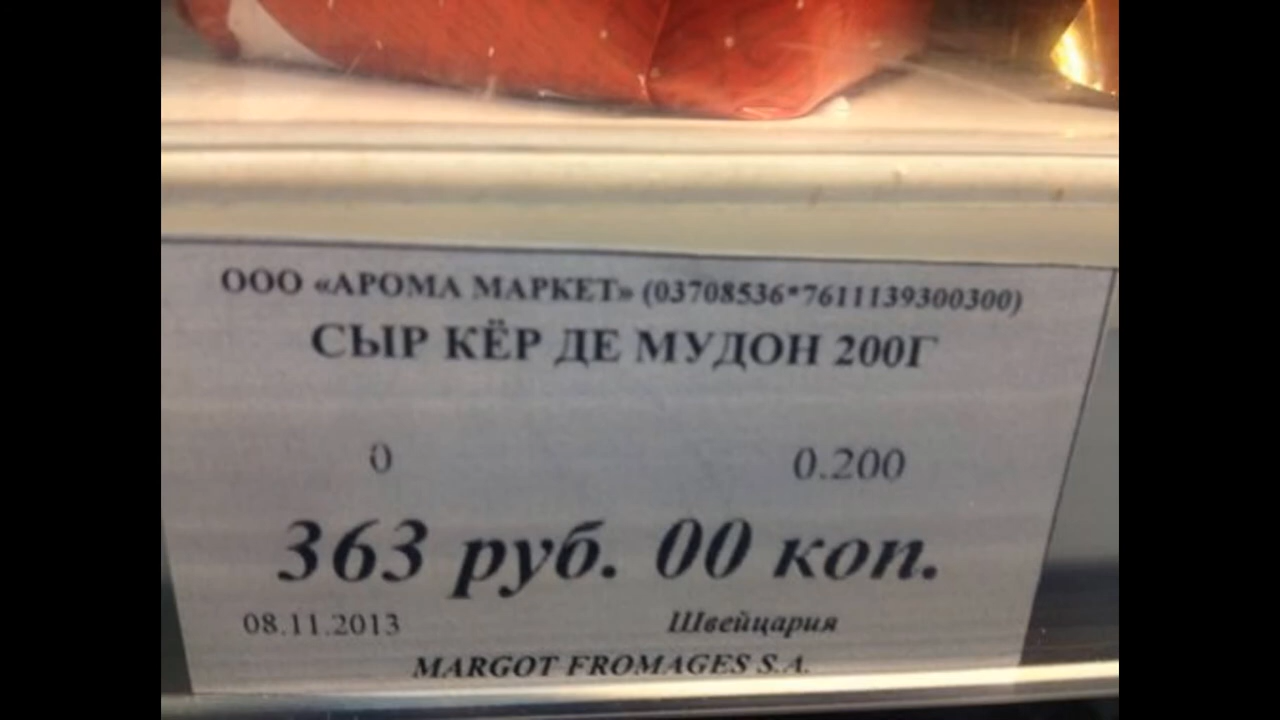 ООО «АРОМА МАРКЕТ» (03708536*7611139300300)
СЫР КЁР ДЕ МУДОН 200Г
0 0.200
363 руб. 00 коп.
08.11.2013 Швейцария
MARGOT FROMAGES S.A.